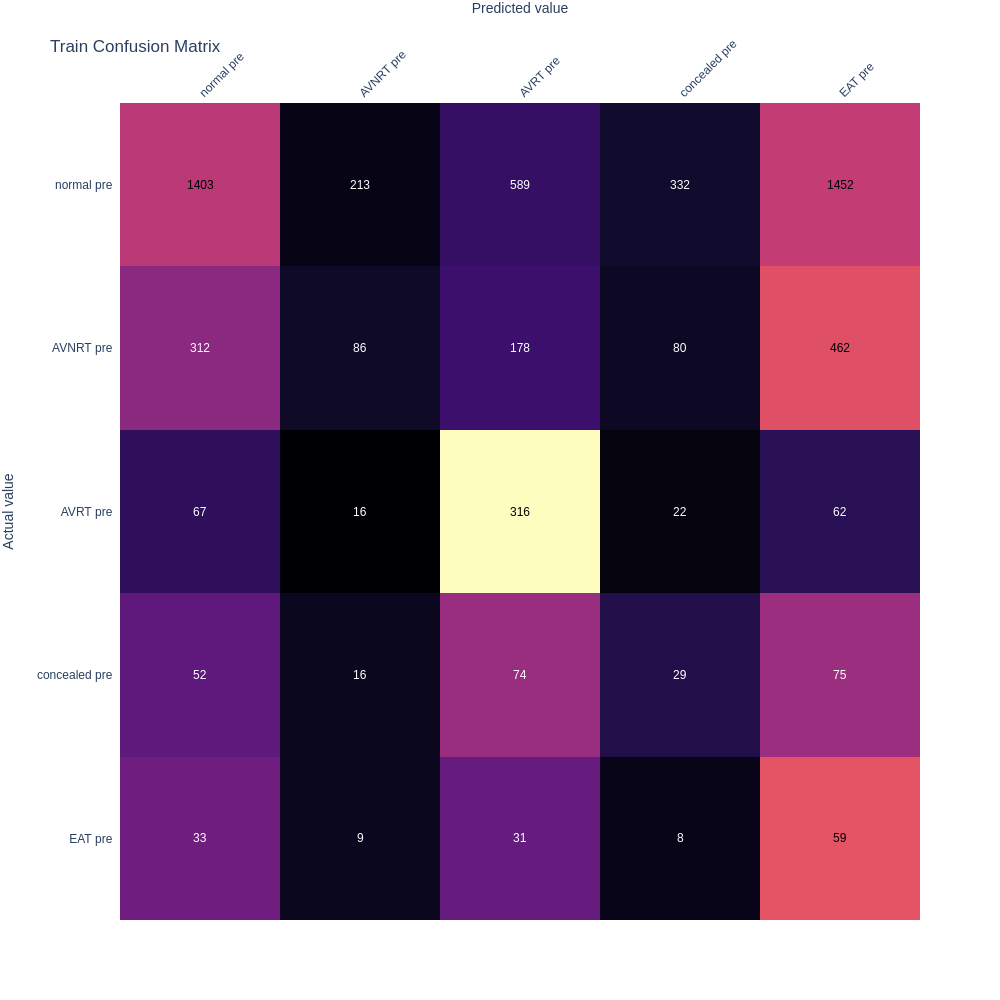 Predicted value
Train Confusion Matrix
normal pre
AVNRT pre
AVRT pre
concealed pre
EAT pre
normal pre 1403 213 589 332 1452
AVNRT pre 312 86 178 80 462
AVRT pre 67 16 316 22 62
concealed pre 52 16 74 29 75
EAT pre 33 9 31 8 59
Actual value